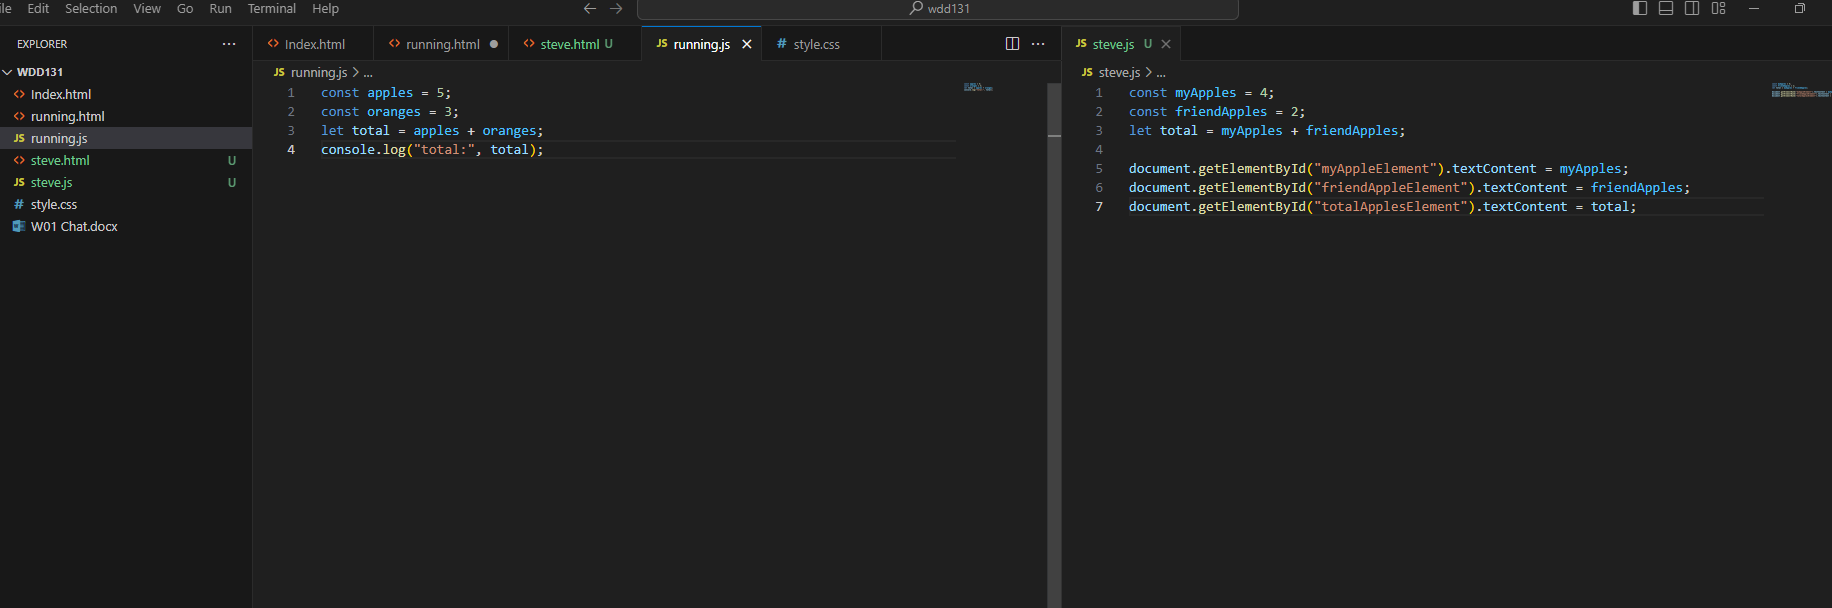 ile Edit Selection View Go Run Terminal Help
wdd131
EXPLORER
WDD131
Index.html
running.html
running.js
steve.html U
steve.js U
style.css
W01 Chat.docx
Index.html running.html steve.html U running.js style.css
running.js > ...
1 const apples = 5;
2 const oranges = 3;
3 let total = apples + oranges;
4 console.log("total:", total);
steve.js U
steve.js > ...
1 const myApples = 4;
2 const friendApples = 2;
3 let total = myApples + friendApples;
4
5 document.getElementById("myAppleElement").textContent = myApples;
6 document.getElementById("friendAppleElement").textContent = friendApples;
7 document.getElementById("totalApplesElement").textContent = total;